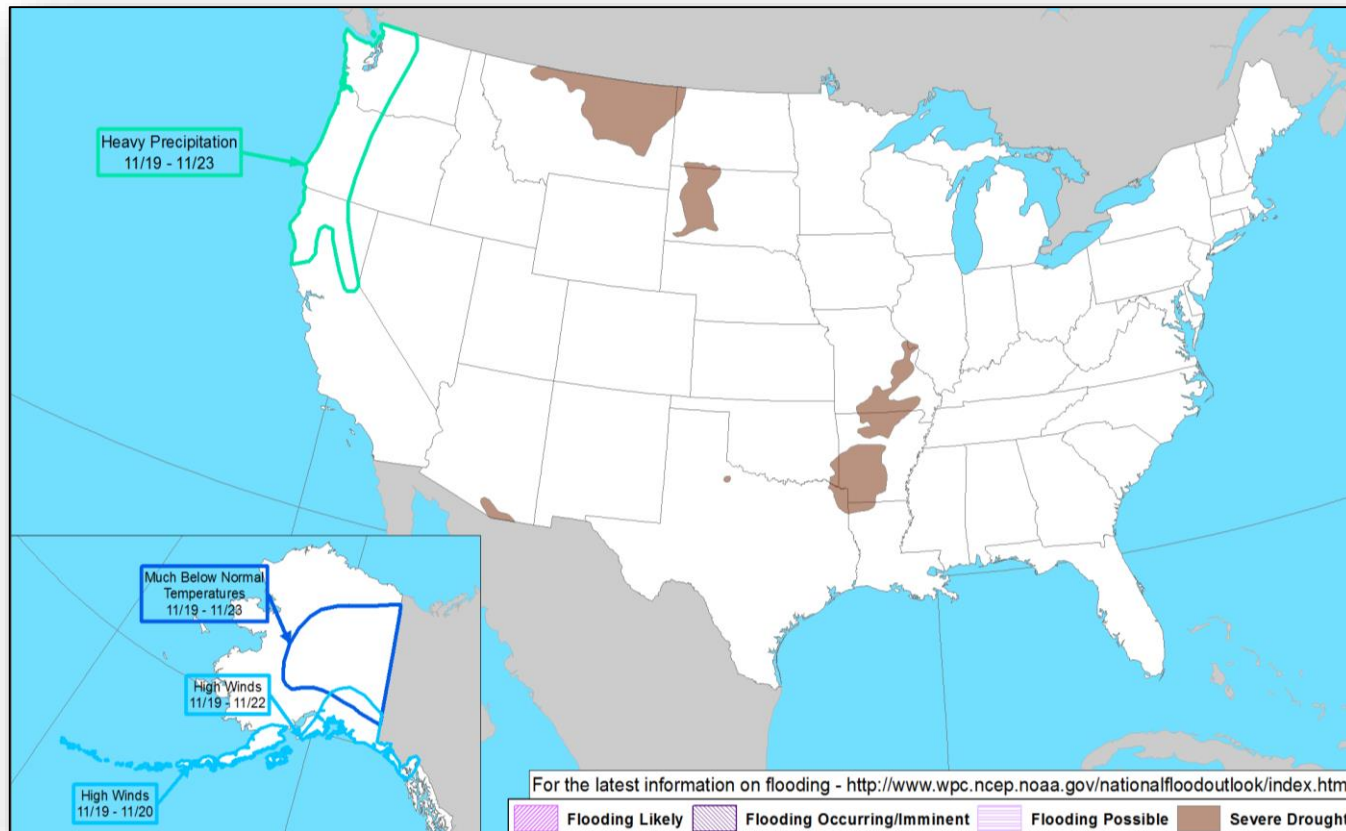 Heavy Precipitation
11/19 - 11/23
Much Below Normal
Temperatures
11/19 - 11/23
High Winds
11/19 - 11/22
High Winds
11/19 - 11/20
For the latest information on flooding - http://www.wpc.ncep.noaa.gov/nationalfloodoutlook/index.htm
Flooding Likely
Flooding Occurring/Imminent
Flooding Possible
Severe Drought